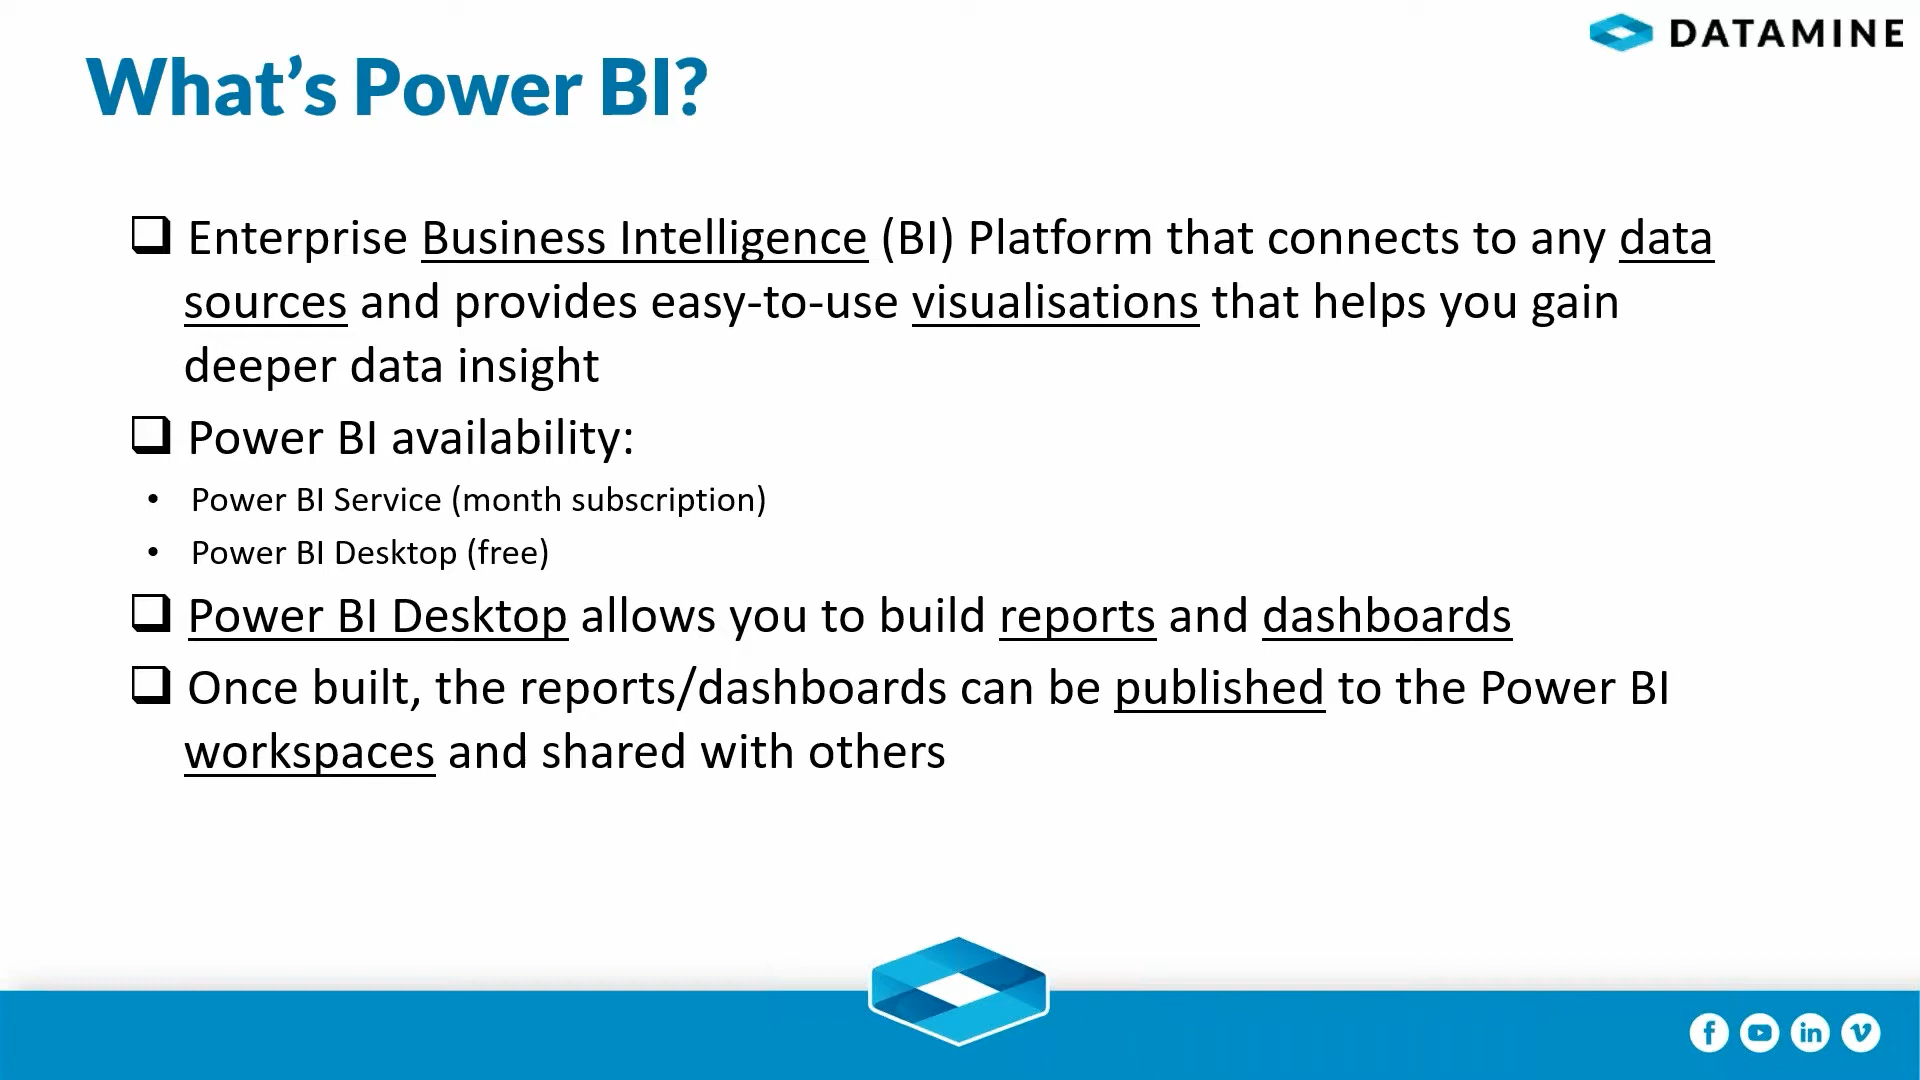 DATAMINE
What’s Power BI?
❑ Enterprise Business Intelligence (BI) Platform that connects to any data
sources and provides easy-to-use visualisations that helps you gain
deeper data insight
❑ Power BI availability:
• Power BI Service (month subscription)
• Power BI Desktop (free)
❑ Power BI Desktop allows you to build reports and dashboards
❑ Once built, the reports/dashboards can be published to the Power BI
workspaces and shared with others